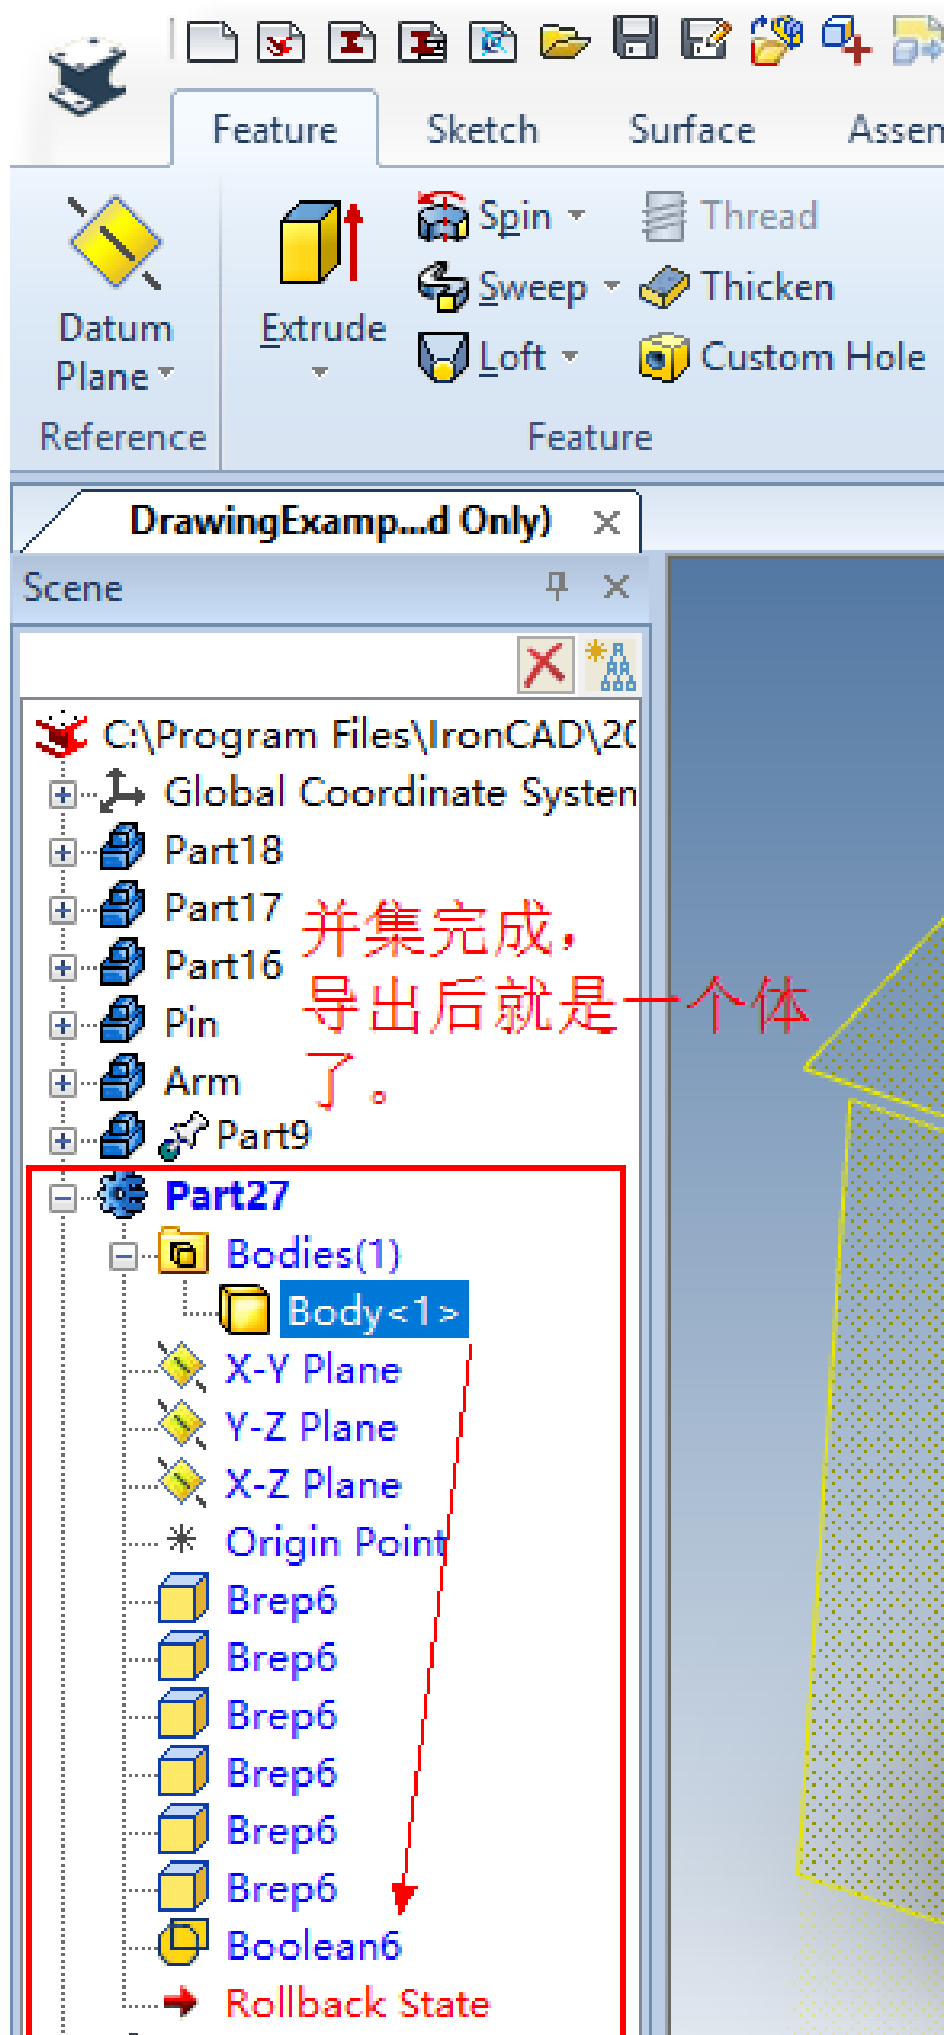 Feature
Sketch
Surface
Assem
Spin
Thread
Sweep
Thicken
Datum
Plane
Extrude
Loft
Custom Hole
Reference
Feature
DrawingExamp...d Only)
Scene
C:\Program Files\IronCAD\20
Global Coordinate System
Part18
Part17
Part16
Pin
Arm
Part9
并集完成，
导出后就是一个体
了。
Part27
Bodies(1)
Body<1>
X-Y Plane
Y-Z Plane
X-Z Plane
Origin Point
Brep6
Brep6
Brep6
Brep6
Brep6
Brep6
Boolean6
Rollback State